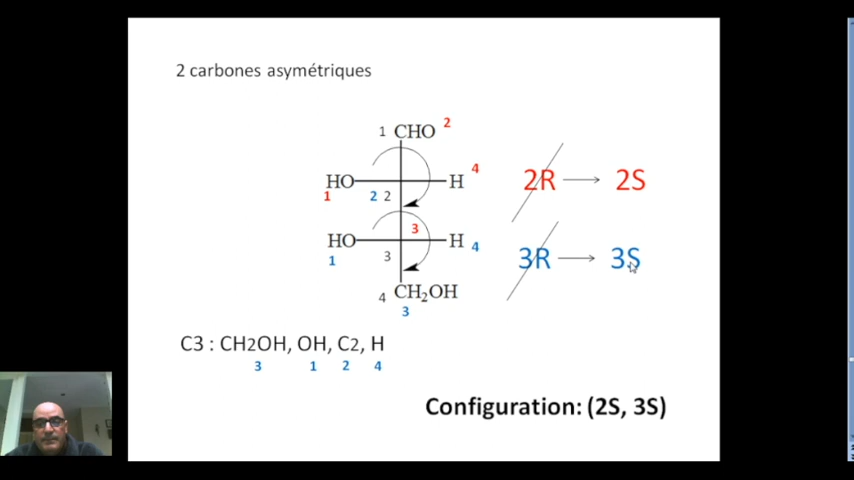 2 carbones asymétriques
1 CHO 2
HO H 4
1 2 2
2R → 2S
3
HO H 4
1 3
3R → 3S
4 CH₂OH
3
C3 : CH2OH, OH, C2, H
3 1 2 4
Configuration: (2S, 3S)